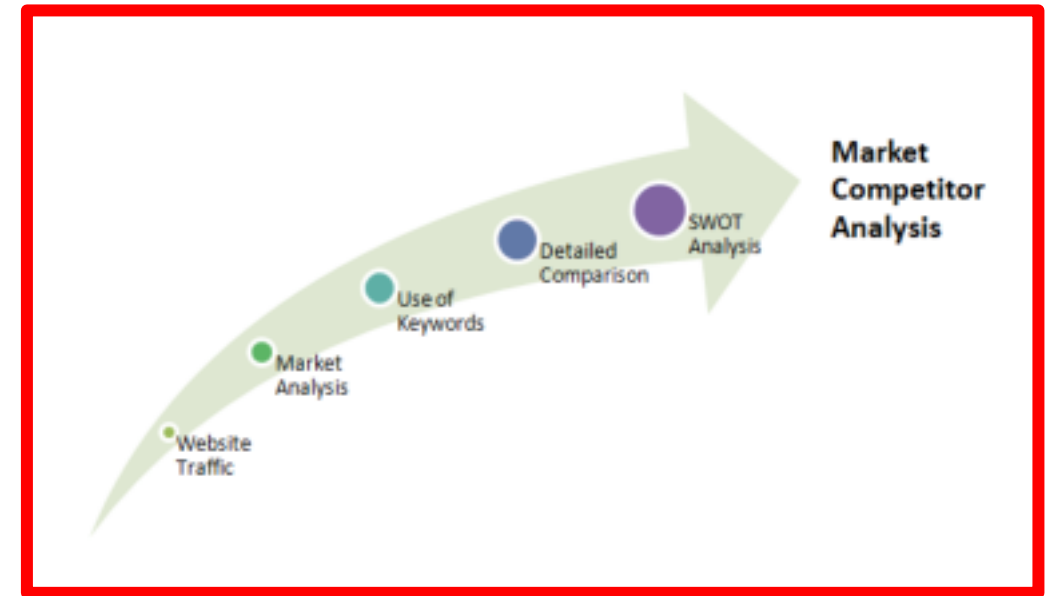 Market
Competitor
Analysis
SWOT
Analysis
Detailed
Comparison
Use of
Keywords
Market
Analysis
Website
Traffic